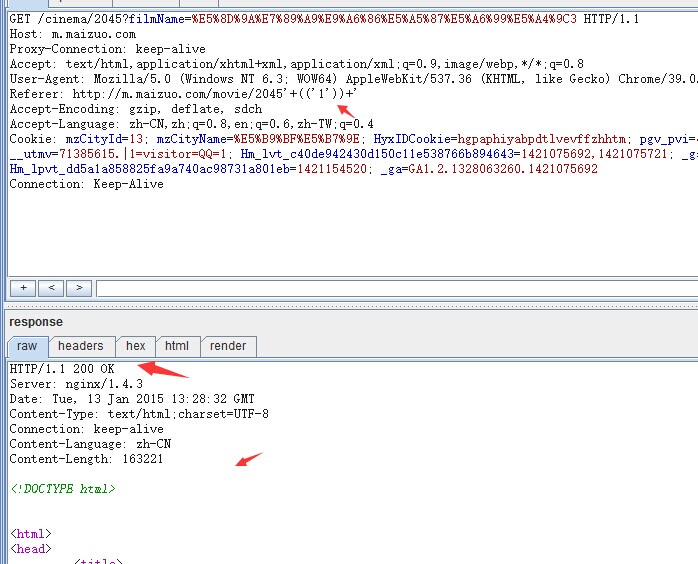 GET /cinema/2045?filmName=%E5%8D%9A%E7%89%A9%E9%A6%86%E5%A5%87%E5%A6%99%E5%A4%9C3 HTTP/1.1
Host: m.maizuo.com
Proxy-Connection: keep-alive
Accept: text/html,application/xhtml+xml,application/xml;q=0.9,image/webp,*/*;q=0.8
User-Agent: Mozilla/5.0 (Windows NT 6.3; WOW64) AppleWebKit/537.36 (KHTML, like Gecko) Chrome/39.0.
Referer: http://m.maizuo.com/movie/2045'+(('1'))+'
Accept-Encoding: gzip, deflate, sdch
Accept-Language: zh-CN,zh;q=0.8,en;q=0.6,zh-TW;q=0.4
Cookie: mzCityId=13; mzCityName=%E5%B9%BF%E5%B7%9E; HyxIDCookie=hgpaphiyabpdtlvevffzhhtm; pgv_pvi=
__utmv=71385615.|1=visitor=QQ=1; Hm_lvt_c40de942430d150c11e538766b894643=1421075692,1421075721; _g
Hm_lpvt_dd5a1a858825fa9a740ac98731a801eb=1421154520; _ga=GA1.2.1328063260.1421075692
Connection: Keep-Alive
+ < >
response
raw headers hex html render
HTTP/1.1 200 OK
Server: nginx/1.4.3
Date: Tue, 13 Jan 2015 13:28:32 GMT
Content-Type: text/html;charset=UTF-8
Connection: keep-alive
Content-Language: zh-CN
Content-Length: 163221
<!DOCTYPE html>
<html>
<head>
<title>